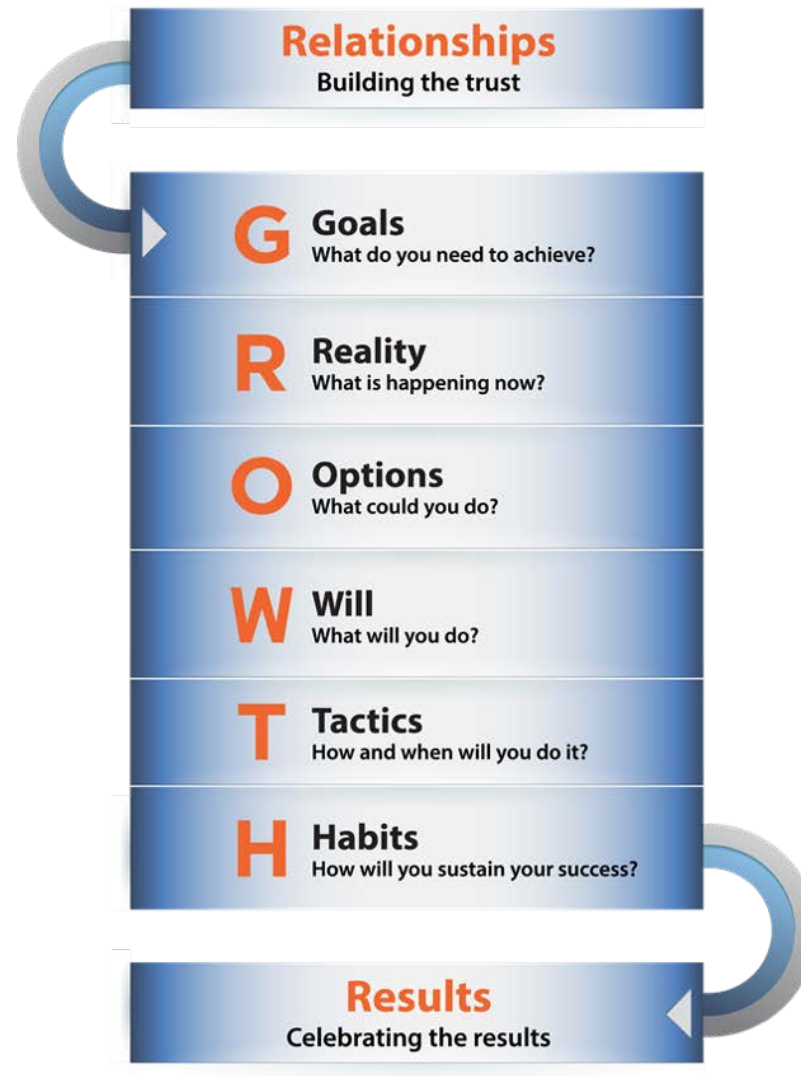 Relationships
Building the trust
G Goals
What do you need to achieve?
R Reality
What is happening now?
O Options
What could you do?
W Will
What will you do?
T Tactics
How and when will you do it?
H Habits
How will you sustain your success?
Results
Celebrating the results